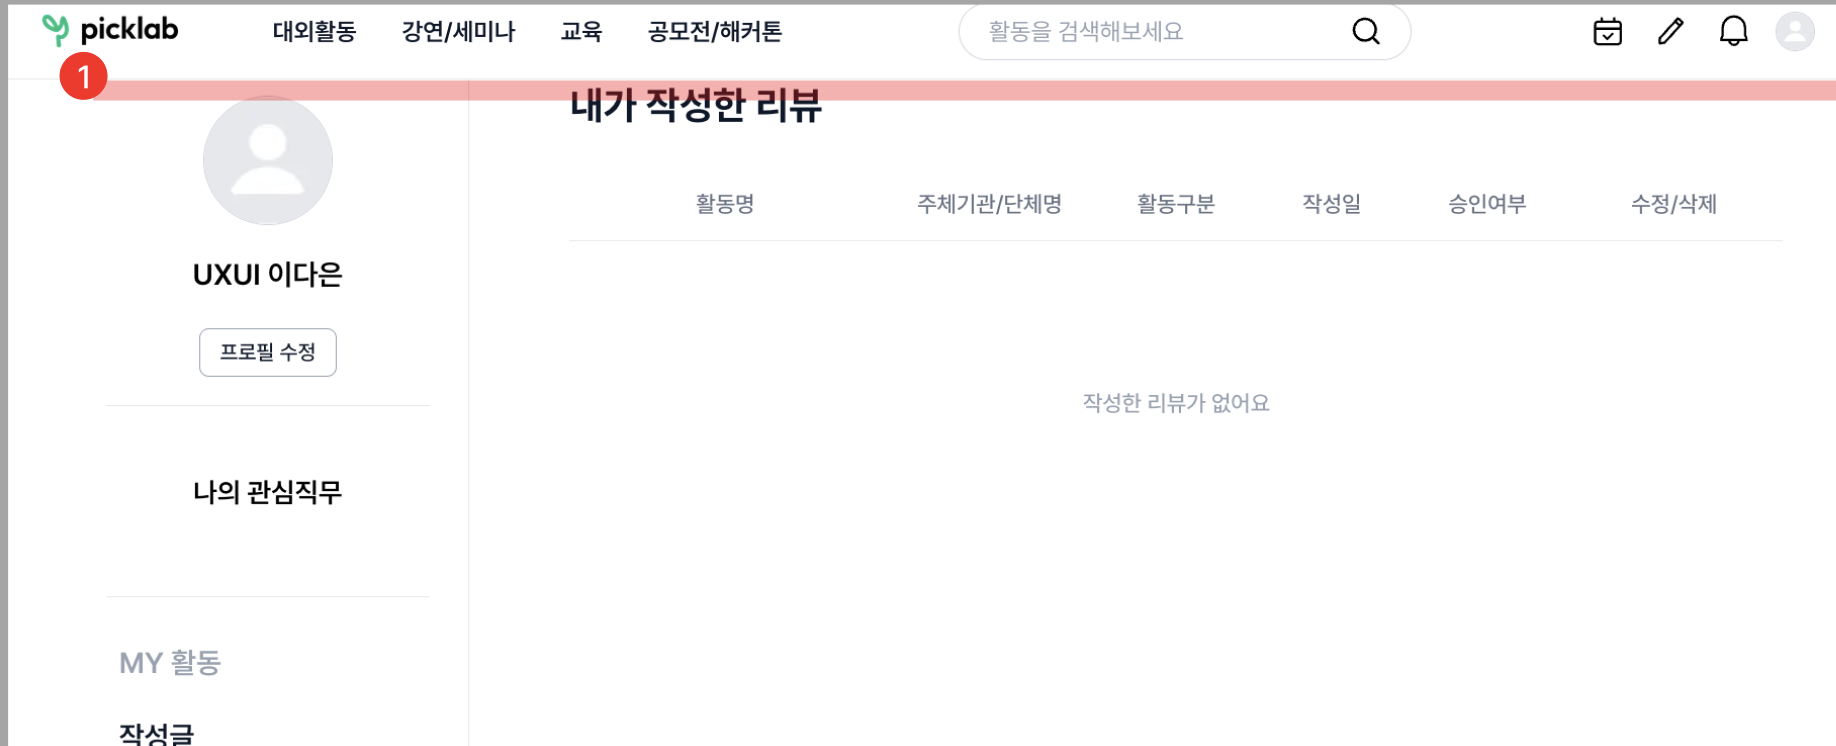 picklab 대외활동 강연/세미나 교육 공모전/해커톤 활동을 검색해보세요
1
내가 작성한 리뷰
활동명 주체기관/단체명 활동구분 작성일 승인여부 수정/삭제
UXUI 이다은
프로필 수정
작성한 리뷰가 없어요
나의 관심직무
MY 활동
작성글